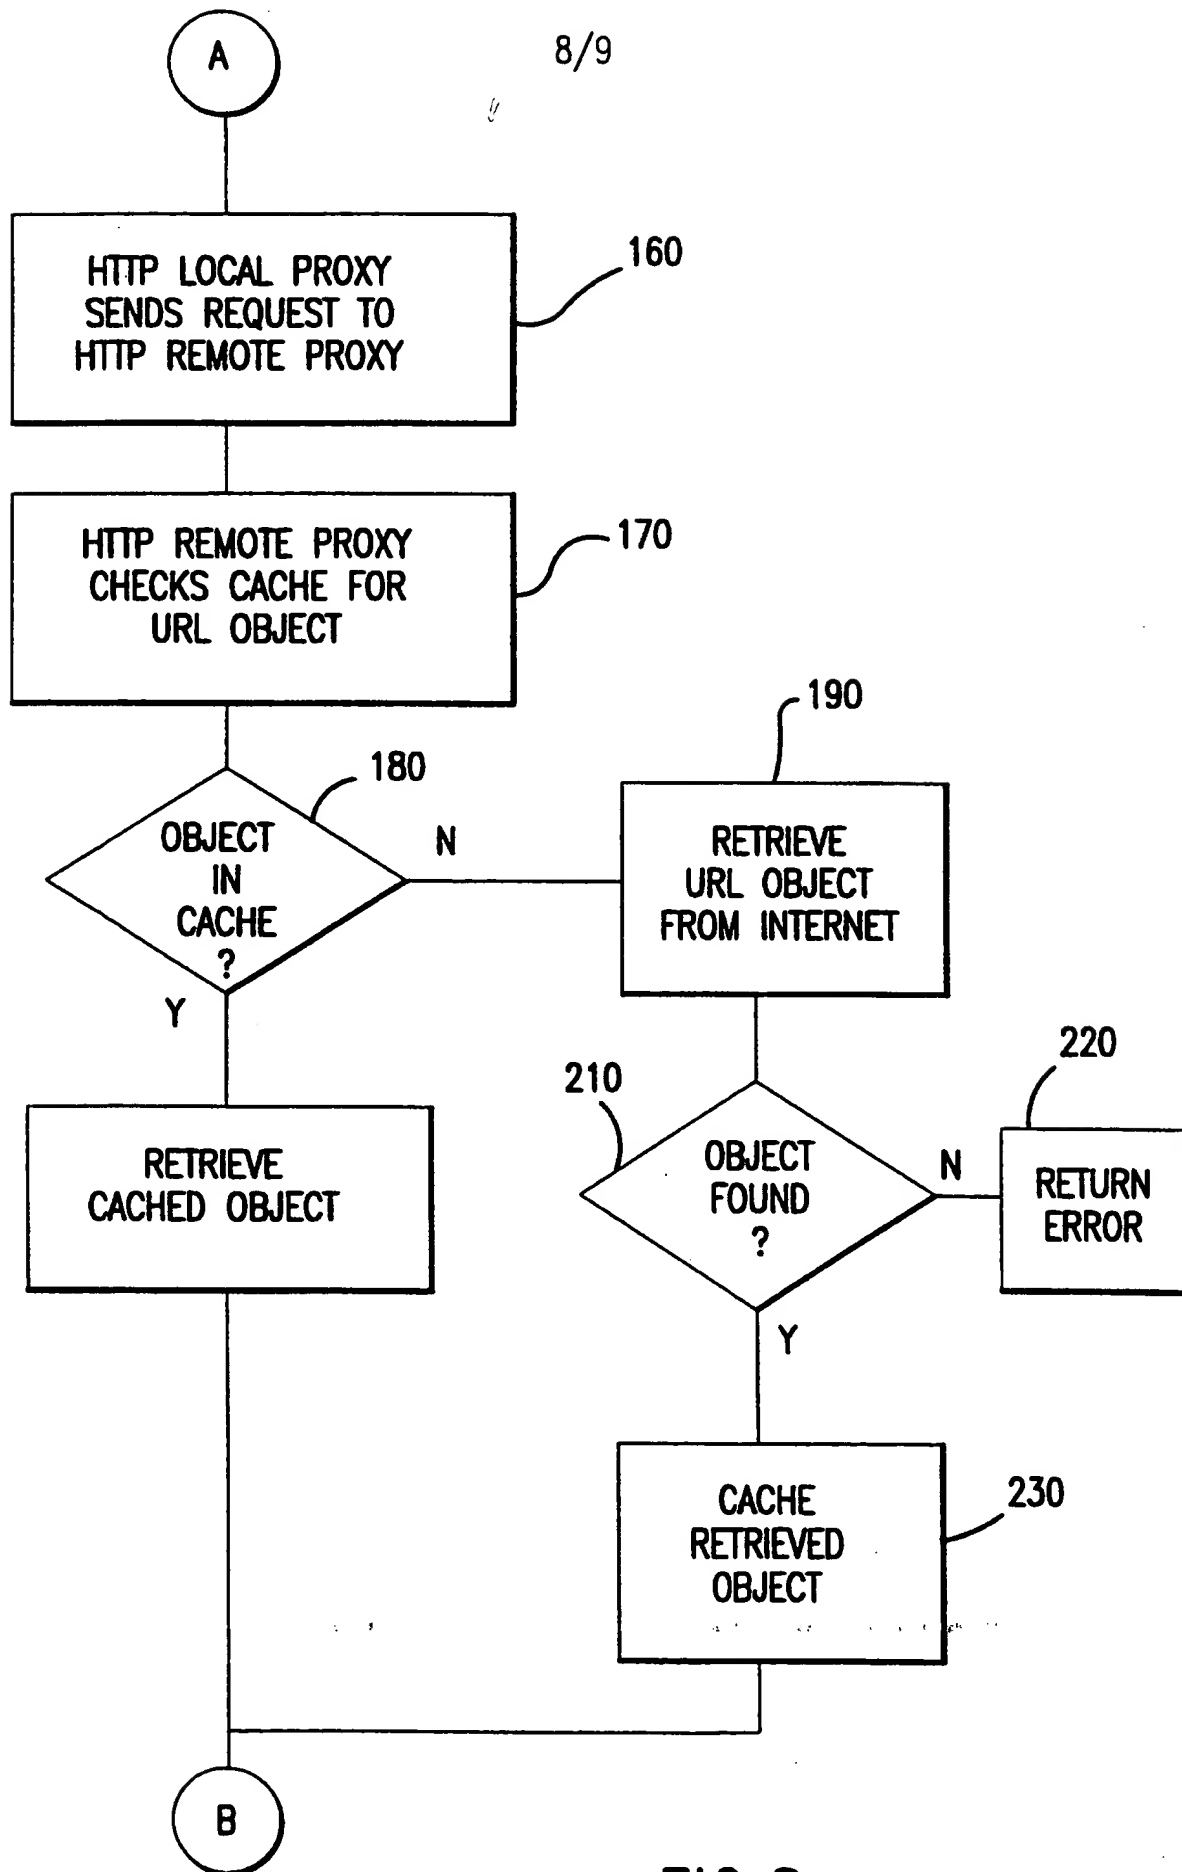 A
8/9
HTTP LOCAL PROXY
SENDS REQUEST TO
HTTP REMOTE PROXY
160
HTTP REMOTE PROXY
CHECKS CACHE FOR
URL OBJECT
170
180
OBJECT
IN
CACHE
?
N
Y
190
RETRIEVE
URL OBJECT
FROM INTERNET
RETRIEVE
CACHED OBJECT
210
OBJECT
FOUND
?
N
Y
220
RETURN
ERROR
CACHE
RETRIEVED
OBJECT
230
B